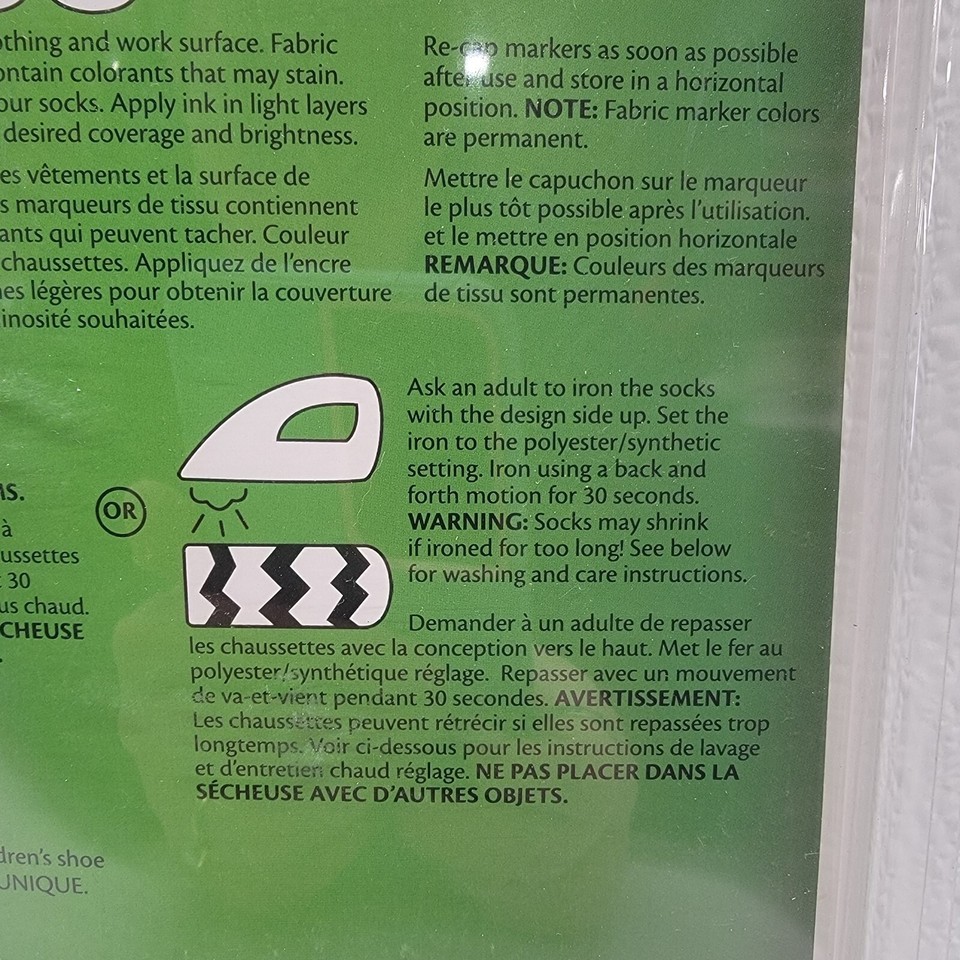 othing and work surface. Fabric
ontain colorants that may stain.
our socks. Apply ink in light layers
desired coverage and brightness.
es vêtements et la surface de
s marqueurs de tissu contiennent
ants qui peuvent tacher. Couleur
chaussettes. Appliquez de l'encre
es légères pour obtenir la couverture
inosité souhaitées.
Re-cap markers as soon as possible
after use and store in a horizontal
position. NOTE: Fabric marker colors
are permanent.
Mettre le capuchon sur le marqueur
le plus tôt possible après l'utilisation.
et le mettre en position horizontale
REMARQUE: Couleurs des marqueurs
de tissu sont permanentes.
à
ussettes
30
us chaud.
CHEUSE
OR
Ask an adult to iron the socks
with the design side up. Set the
iron to the polyester/synthetic
setting. Iron using a back and
forth motion for 30 seconds.
WARNING: Socks may shrink
if ironed for too long! See below
for washing and care instructions.
Demander à un adulte de repasser
les chaussettes avec la conception vers le haut. Met le fer au
polyester/synthétique réglage. Repasser avec un mouvement
de va-et-vient pendant 30 secondes. AVERTISSEMENT:
Les chaussettes peuvent rétrécir si elles sont repassées trop
longtemps. Voir ci-dessous pour les instructions de lavage
et d'entretien chaud réglage. NE PAS PLACER DANS LA
SÉCHEUSE AVEC D'AUTRES OBJETS.
dren's shoe
UNIQUE.